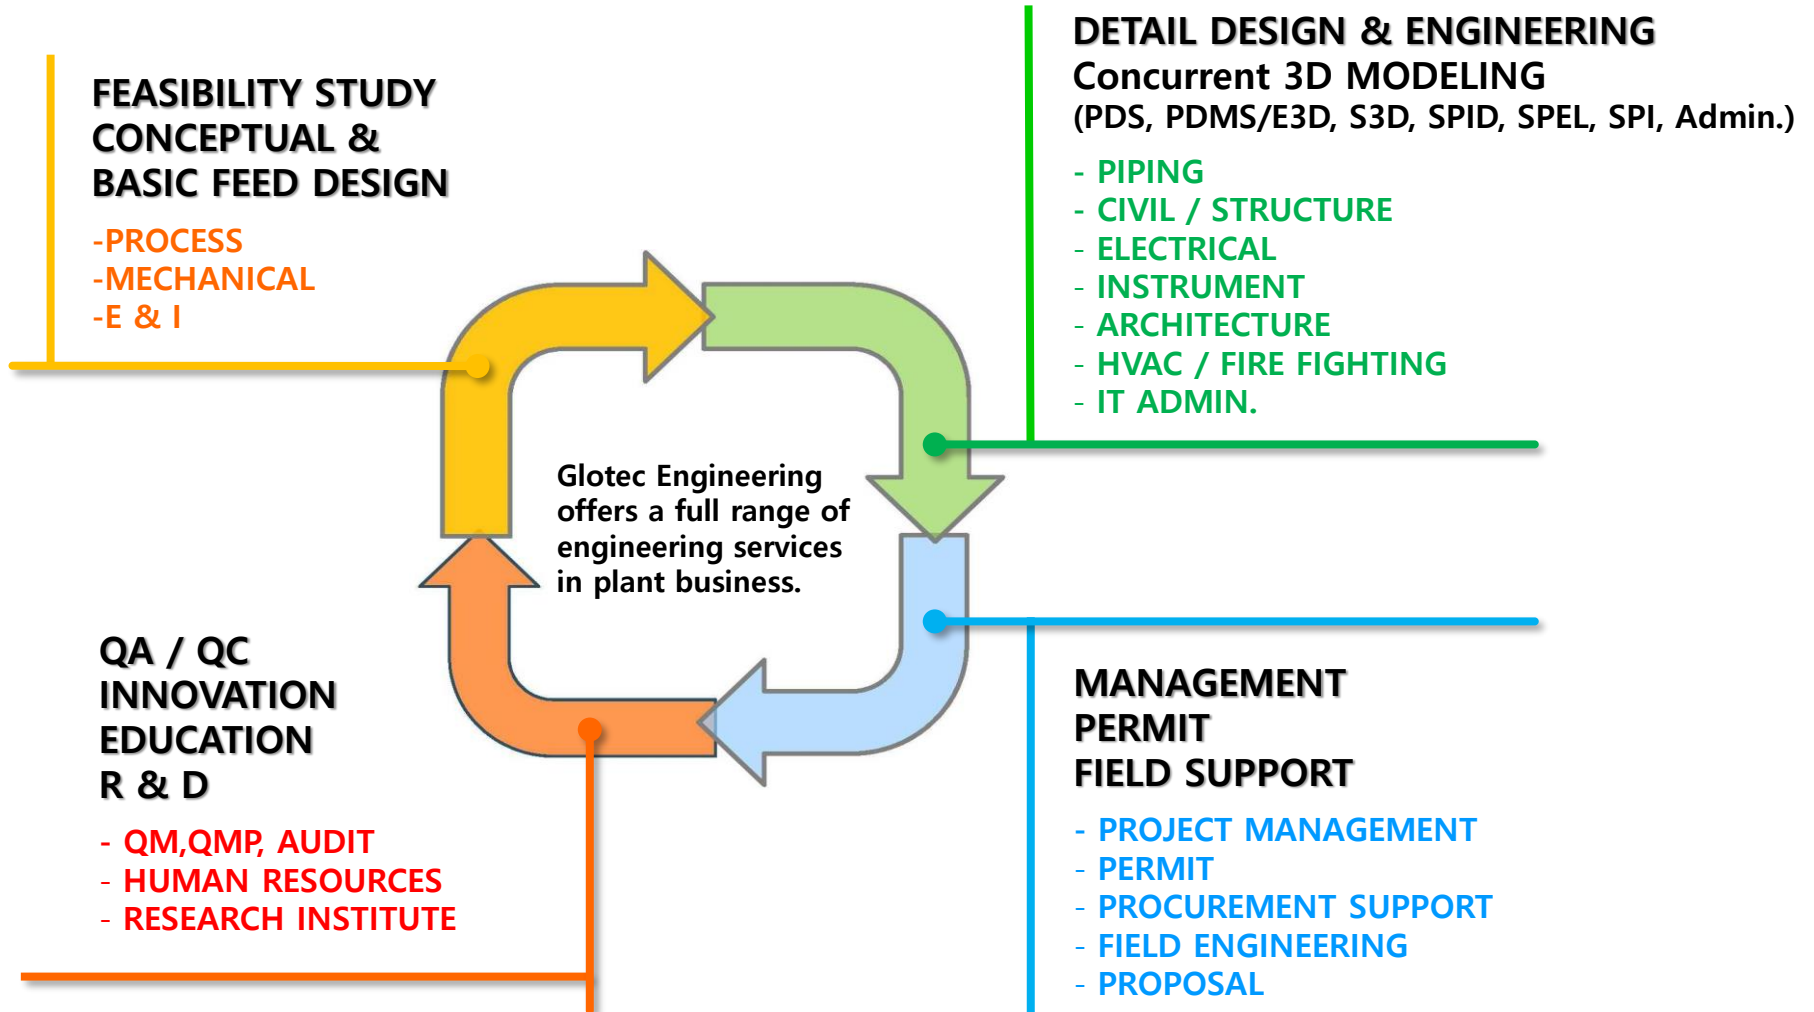 FEASIBILITY STUDY
CONCEPTUAL &
BASIC FEED DESIGN
-PROCESS
-MECHANICAL
-E & I
DETAIL DESIGN & ENGINEERING
Concurrent 3D MODELING
(PDS, PDMS/E3D, S3D, SPID, SPEL, SPI, Admin.)
- PIPING
- CIVIL / STRUCTURE
- ELECTRICAL
- INSTRUMENT
- ARCHITECTURE
- HVAC / FIRE FIGHTING
- IT ADMIN.
Glotec Engineering
offers a full range of
engineering services
in plant business.
QA / QC
INNOVATION
EDUCATION
R & D
- QM,QMP, AUDIT
- HUMAN RESOURCES
- RESEARCH INSTITUTE
MANAGEMENT
PERMIT
FIELD SUPPORT
- PROJECT MANAGEMENT
- PERMIT
- PROCUREMENT SUPPORT
- FIELD ENGINEERING
- PROPOSAL